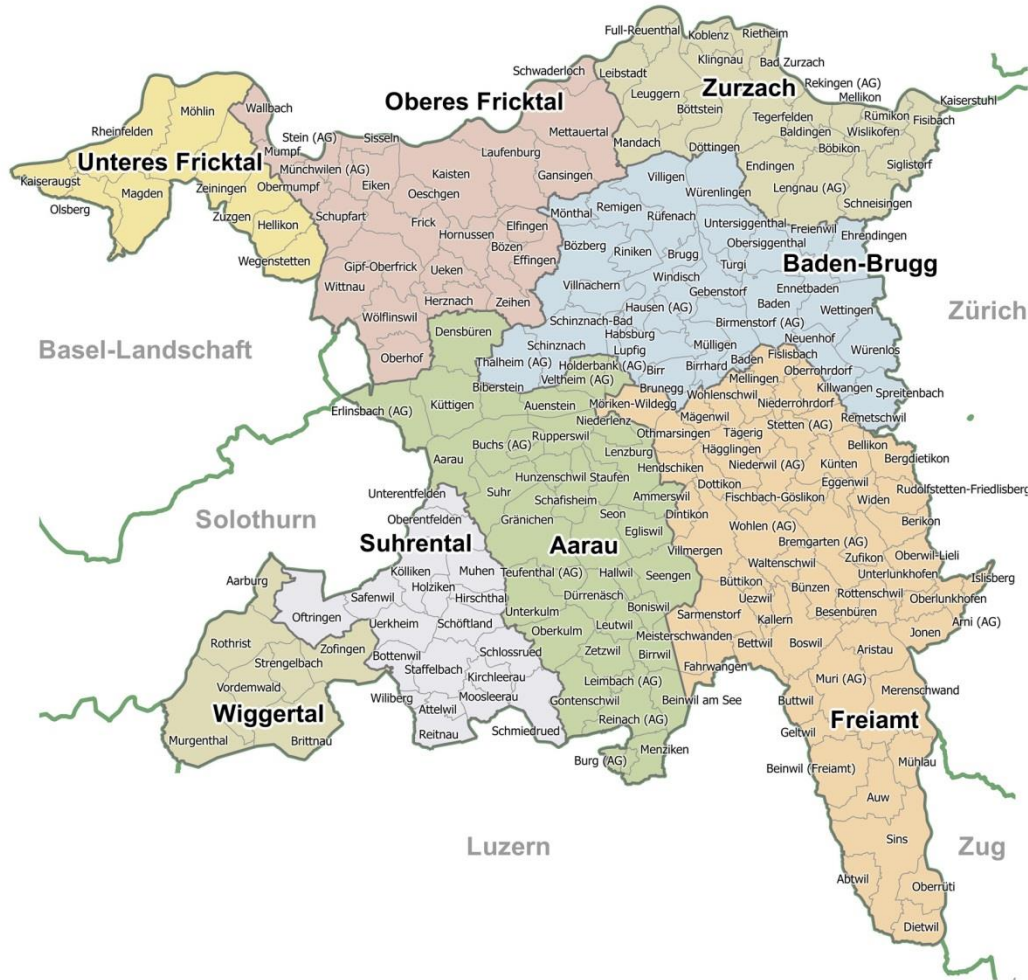 Full-Reuenthal
Koblenz
Rietheim
Klingnau
Bad Zurzach
Schwaderloch
Leibstadt
Rekingen (AG)
Zurzach
Mellikon
Leuggern
Kaiserstuhl
Oberes Fricktal
Böttstein
Wallbach
Möhlin
Tegerfelden
Rümikon
Fisibach
Rheinfelden
Stein (AG)
Sisseln
Mettauertal
Baldingen
Wislikofen
Mandach
Döttingen
Böbikon
Mumpf
Laufenburg
Unteres Fricktal
Münchwilen (AG)
Kaisten
Gansingen
Endingen
Siglistorf
Kaiseraugst
Zeiningen
Obermumpf
Eiken
Villigen
Magden
Oeschgen
Würenlingen
Lengnau (AG)
Olsberg
Schneisingen
Zuzgen
Schupfart
Frick
Elfingen
Mönthal
Remigen
Rüfenach
Untersiggenthal
Freienwil
Hellikon
Hornussen
Ehrendingen
Bözen
Bözberg
Riniken
Brugg
Obersiggenthal
Wegenstetten
Effingen
Turgi
Baden-Brugg
Gipf-Oberfrick
Ueken
Windisch
Wittnau
Villnachern
Gebenstorf
Ennetbaden
Herznach
Zeihen
Hausen (AG)
Baden
Wettingen
Zürich
Wölflinswil
Schinznach-Bad
Birmenstorf (AG)
Densbüren
Habsburg
Neuenhof
Basel-Landschaft
Schinznach
Lupfig
Mülligen
Würenlos
Oberhof
Thalheim (AG)
Holderbank (AG)
Birr
Birrhard
Baden
Fislisbach
Oberrohrdorf
Biberstein
Veltheim (AG)
Mellingen
Killwangen
Brunegg
Wohlenschwil
Spreitenbach
Erlinsbach (AG)
Küttigen
Auenstein
Möriken-Wildegg
Niederrohrdorf
Niederlenz
Mägenwil
Stetten (AG)
Remetschwil
Rupperswil
Othmarsingen
Tägerig
Buchs (AG)
Lenzburg
Hägglingen
Bellikon
Aarau
Hendschiken
Niederwil (AG)
Künten
Bergdietikon
Hunzenschwil
Staufen
Dottikon
Eggenwil
Unterentfelden
Suhr
Schafisheim
Ammerswil
Fischbach-Göslikon
Widen
Rudolfstetten-Friedlisberg
Solothurn
Oberentfelden
Gränichen
Seon
Dintikon
Berikon
Egliswil
Wohlen (AG)
Suhrental
Aarau
Villmergen
Bremgarten (AG)
Zufikon
Oberwil-Lieli
Kölliken
Muhen
Teufenthal (AG)
Hallwil
Seengen
Waltenschwil
Unterlunkhofen
Islisberg
Aarburg
Holziken
Büttikon
Bünzen
Rottenschwil
Safenwil
Hirschthal
Dürrenäsch
Uezwil
Oberlunkhofen
Oftringen
Unterkulm
Boniswil
Sarmenstorf
Besenbüren
Uerkheim
Schöftland
Leutwil
Kallern
Arni (AG)
Rothrist
Oberkulm
Meisterschwanden
Bettwil
Boswil
Jonen
Zofingen
Bottenwil
Schlossrued
Zetzwil
Birrwil
Aristau
Strengelbach
Staffelbach
Fahrwangen
Kirchleerau
Leimbach (AG)
Muri (AG)
Vordemwald
Wiliberg
Moosleerau
Gontenschwil
Beinwil am See
Buttwil
Merenschwand
Wiggertal
Attelwil
Reinach (AG)
Freiamt
Murgenthal
Brittnau
Reitnau
Schmiedrued
Geltwil
Menziken
Burg (AG)
Beinwil (Freiamt)
Mühlau
Auw
Luzern
Sins
Zug
Abtwil
Oberrüti
Dietwil